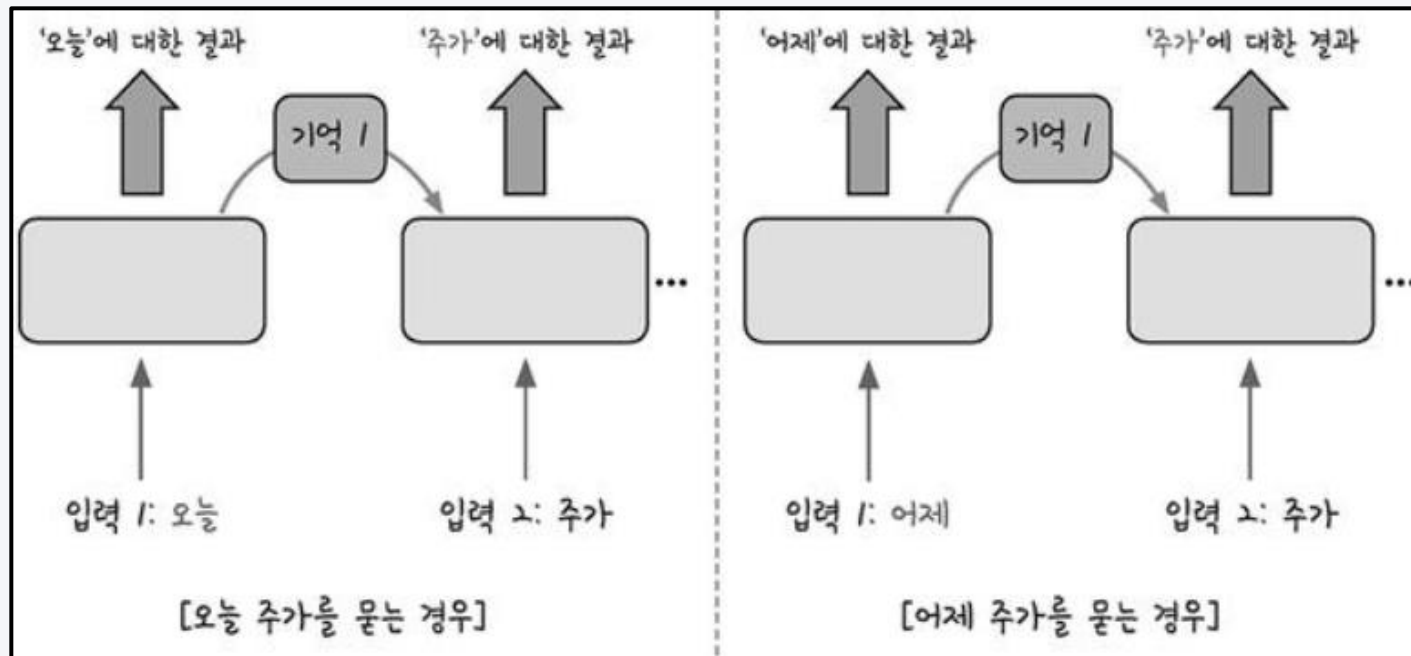 '오늘'에 대한 결과
'주가'에 대한 결과
기억 1
입력 1: 오늘
입력 2: 주가
[오늘 주가를 묻는 경우]
'어제'에 대한 결과
'주가'에 대한 결과
기억 1
입력 1: 어제
입력 2: 주가
[어제 주가를 묻는 경우]